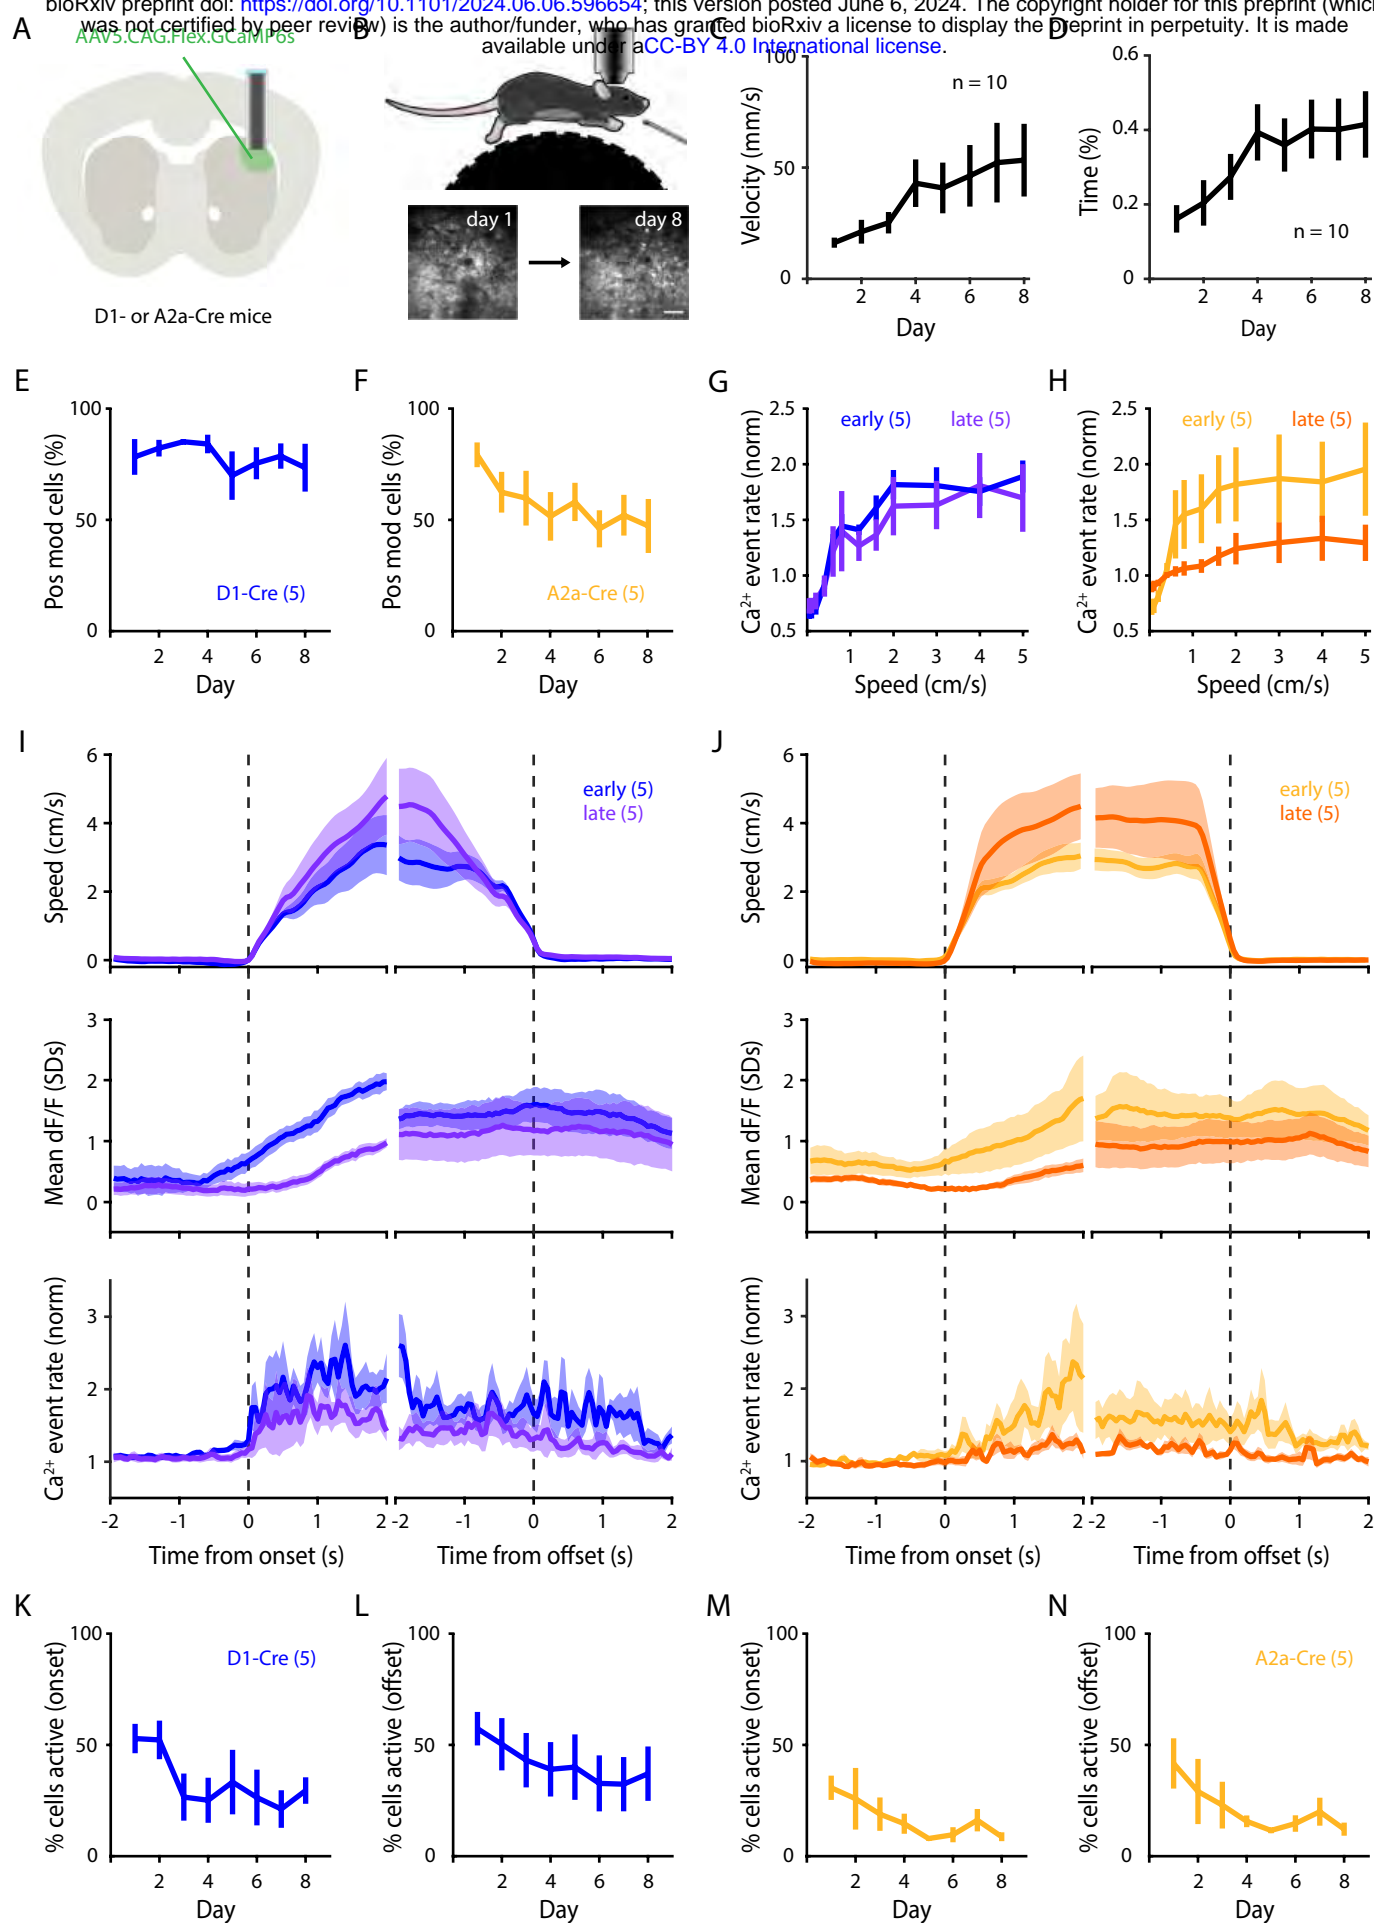 bioRxiv preprint doi: https://doi.org/10.1101/2024.06.06.596654; this version posted June 6, 2024. The copyright holder for this preprint (which
was not certified by peer review) is the author/funder, who has granted bioRxiv a license to display the preprint in perpetuity. It is made
available under aCC-BY 4.0 International license.
A
AAV5.CAG.Flex.GCaMP6s
D1- or A2a-Cre mice
B
day 1
day 8
C
Velocity (mm/s)
100
50
0
n = 10
2 4 6 8
Day
D
Time (%)
0.6
0.4
0.2
0
n = 10
2 4 6 8
Day
E
Pos mod cells (%)
100
50
0
D1-Cre (5)
2 4 6 8
Day
F
Pos mod cells (%)
100
50
0
A2a-Cre (5)
2 4 6 8
Day
G
Ca2+ event rate (norm)
2.5
2.0
1.5
1.0
0.5
early (5) late (5)
1 2 3 4 5
Speed (cm/s)
H
Ca2+ event rate (norm)
2.5
2.0
1.5
1.0
0.5
early (5) late (5)
1 2 3 4 5
Speed (cm/s)
I
Speed (cm/s)
6
4
2
0
early (5)
late (5)
Mean dF/F (SDs)
3
2
1
0
Ca2+ event rate (norm)
3
2
1
-2 -1 0 1 2 -2 -1 0 1 2
Time from onset (s) Time from offset (s)
J
Speed (cm/s)
6
4
2
0
early (5)
late (5)
Mean dF/F (SDs)
3
2
1
0
Ca2+ event rate (norm)
3
2
1
-2 -1 0 1 2 -2 -1 0 1 2
Time from onset (s) Time from offset (s)
K
% cells active (onset)
100
50
0
D1-Cre (5)
2 4 6 8
Day
L
% cells active (offset)
100
50
0
2 4 6 8
Day
M
% cells active (onset)
100
50
0
2 4 6 8
Day
N
% cells active (offset)
100
50
0
A2a-Cre (5)
2 4 6 8
Day